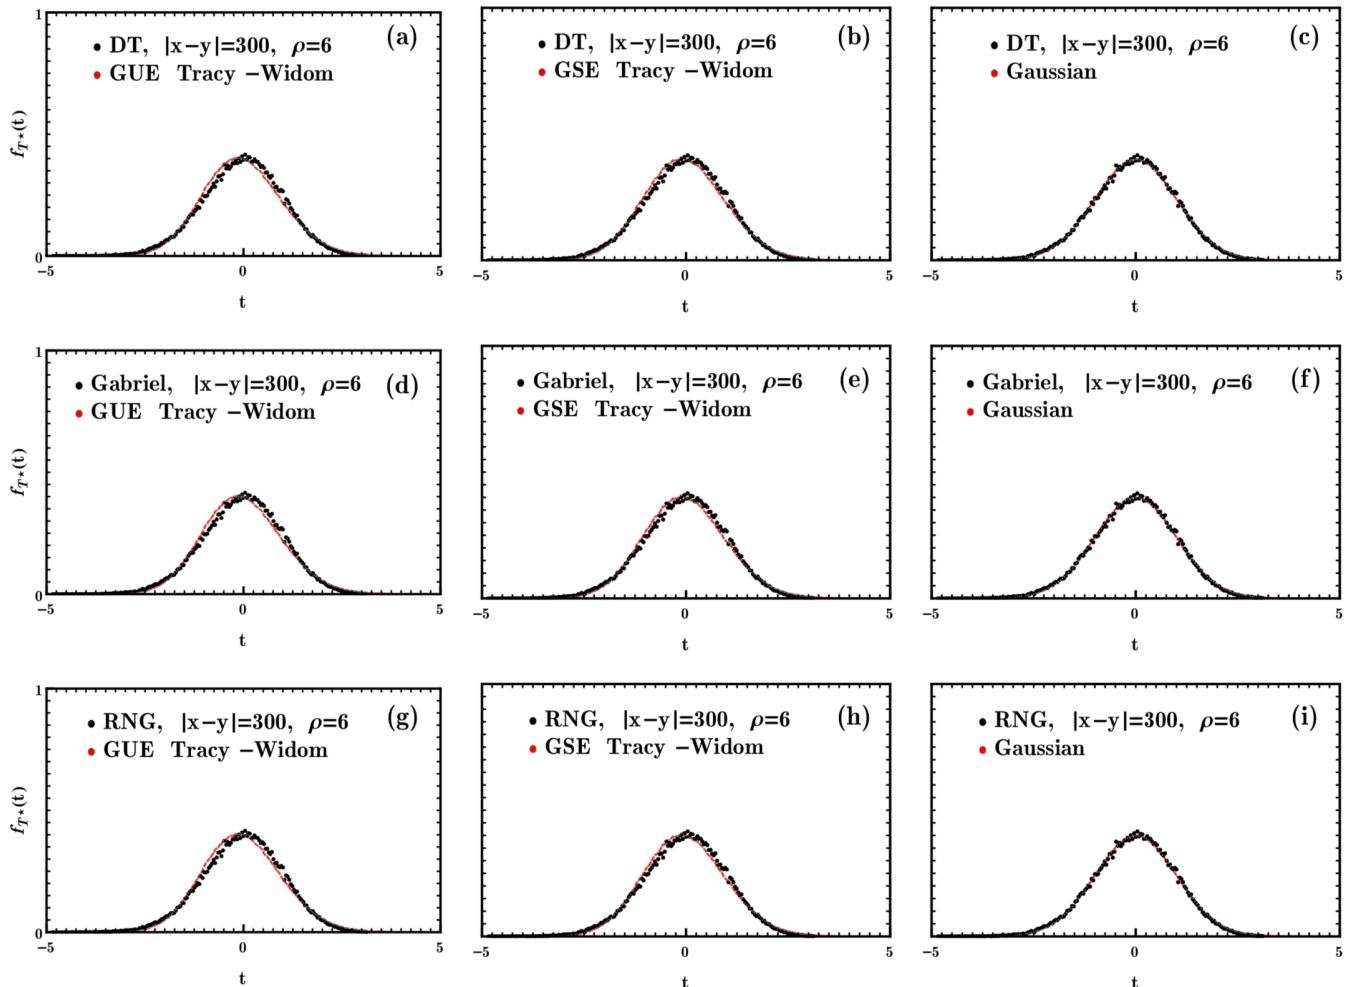 1
DT, |x−y|=300, ρ=6 (a)
GUE Tracy −Widom
f_{T⋆}(t)
0
−5 0 5
t
DT, |x−y|=300, ρ=6 (b)
GSE Tracy −Widom
−5 0 5
t
DT, |x−y|=300, ρ=6 (c)
Gaussian
−5 0 5
t
1
Gabriel, |x−y|=300, ρ=6 (d)
GUE Tracy −Widom
f_{T⋆}(t)
0
−5 0 5
t
Gabriel, |x−y|=300, ρ=6 (e)
GSE Tracy −Widom
−5 0 5
t
Gabriel, |x−y|=300, ρ=6 (f)
Gaussian
−5 0 5
t
1
RNG, |x−y|=300, ρ=6 (g)
GUE Tracy −Widom
f_{T⋆}(t)
0
−5 0 5
t
RNG, |x−y|=300, ρ=6 (h)
GSE Tracy −Widom
−5 0 5
t
RNG, |x−y|=300, ρ=6 (i)
Gaussian
−5 0 5
t